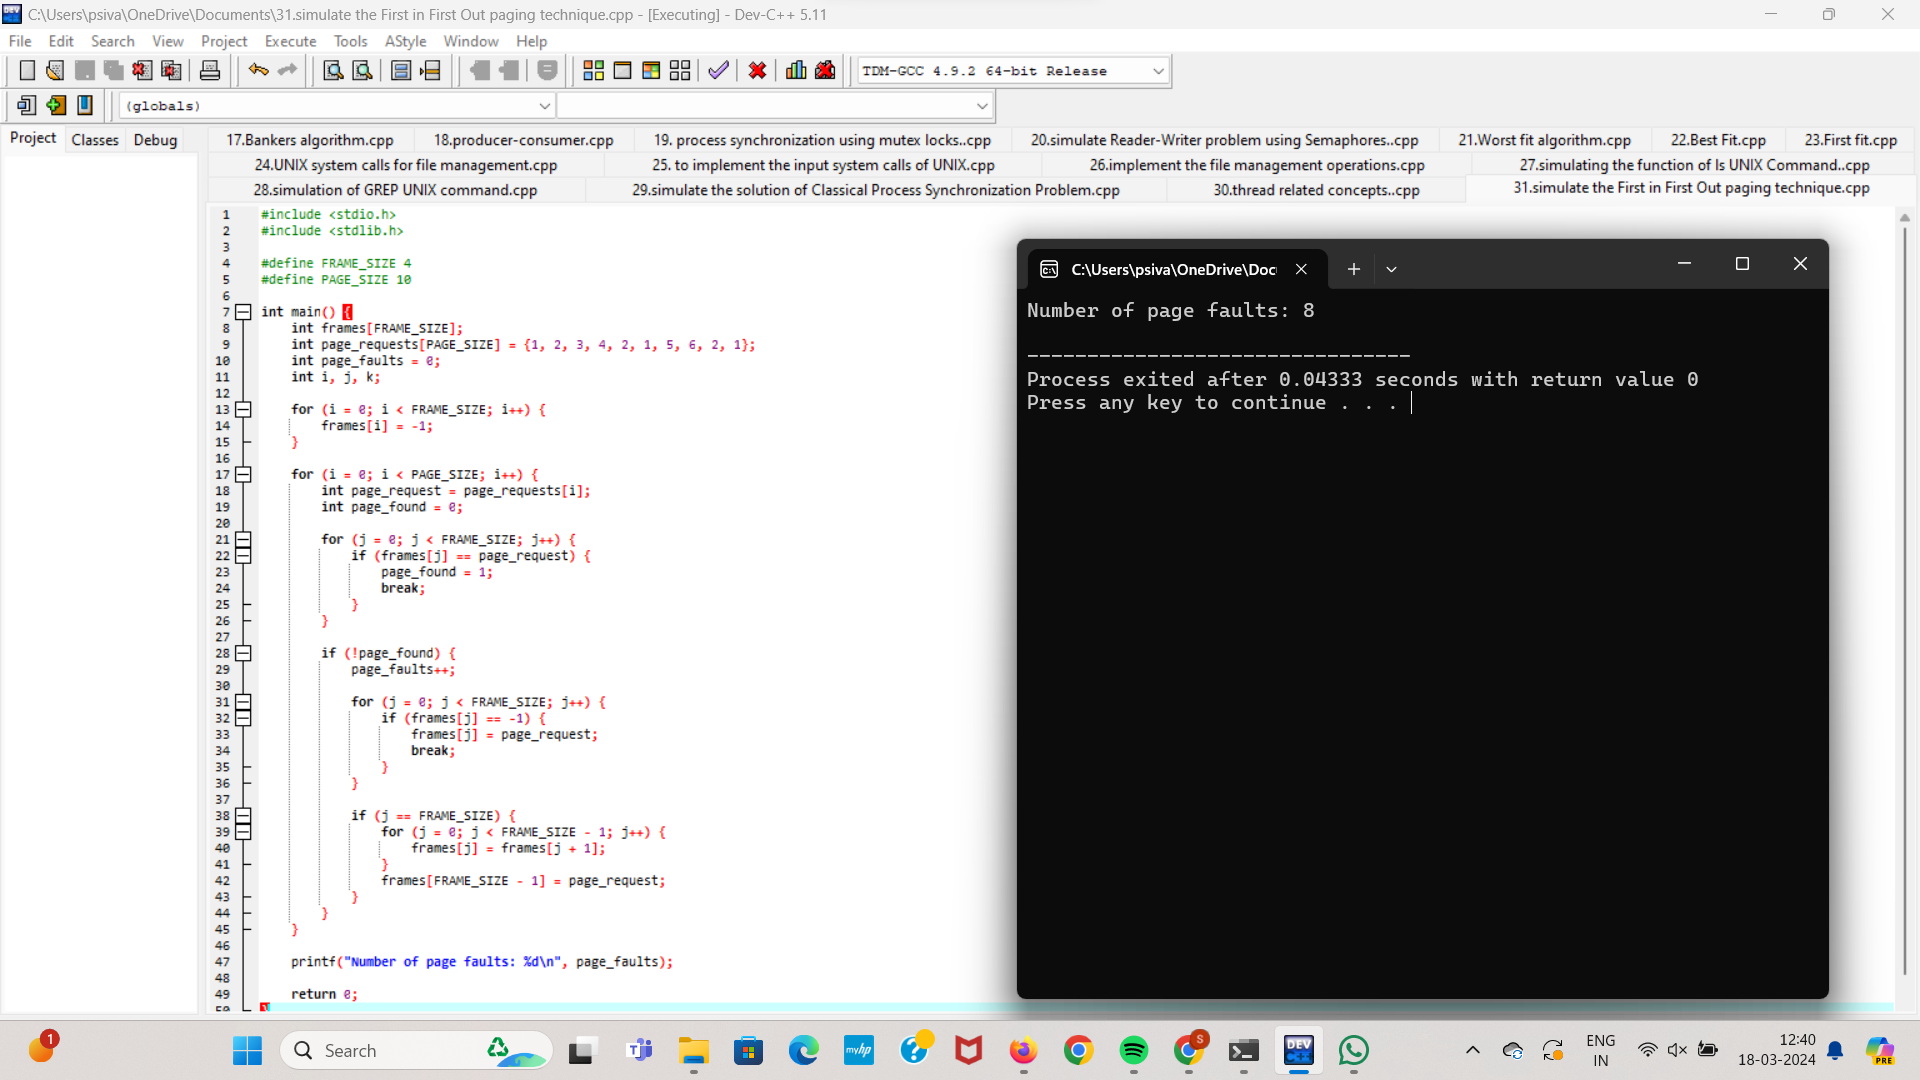 C:\Users\psiva\OneDrive\Documents\31.simulate the First in First Out paging technique.cpp - [Executing] - Dev-C++ 5.11
File Edit Search View Project Execute Tools AStyle Window Help
TDM-GCC 4.9.2 64-bit Release
(globals)
Project Classes Debug
17.Bankers algorithm.cpp 18.producer-consumer.cpp 19. process synchronization using mutex locks..cpp 20.simulate Reader-Writer problem using Semaphores..cpp 21.Worst fit algorithm.cpp 22.Best Fit.cpp 23.First fit.cpp
24.UNIX system calls for file management.cpp 25. to implement the input system calls of UNIX.cpp 26.implement the file management operations.cpp 27.simulating the function of ls UNIX Command..cpp
28.simulation of GREP UNIX command.cpp 29.simulate the solution of Classical Process Synchronization Problem.cpp 30.thread related concepts..cpp 31.simulate the First in First Out paging technique.cpp
1 #include <stdio.h>
2 #include <stdlib.h>
3
4 #define FRAME_SIZE 4
5 #define PAGE_SIZE 10
6
7 int main() {
8 int frames[FRAME_SIZE];
9 int page_requests[PAGE_SIZE] = {1, 2, 3, 4, 2, 1, 5, 6, 2, 1};
10 int page_faults = 0;
11 int i, j, k;
12
13 for (i = 0; i < FRAME_SIZE; i++) {
14 frames[i] = -1;
15 }
16
17 for (i = 0; i < PAGE_SIZE; i++) {
18 int page_request = page_requests[i];
19 int page_found = 0;
20
21 for (j = 0; j < FRAME_SIZE; j++) {
22 if (frames[j] == page_request) {
23 page_found = 1;
24 break;
25 }
26 }
27
28 if (!page_found) {
29 page_faults++;
30
31 for (j = 0; j < FRAME_SIZE; j++) {
32 if (frames[j] == -1) {
33 frames[j] = page_request;
34 break;
35 }
36 }
37
38 if (j == FRAME_SIZE) {
39 for (j = 0; j < FRAME_SIZE - 1; j++) {
40 frames[j] = frames[j + 1];
41 }
42 frames[FRAME_SIZE - 1] = page_request;
43 }
44 }
45 }
46
47 printf("Number of page faults: %d\n", page_faults);
48
49 return 0;
50 }
C:\Users\psiva\OneDrive\Doc
Number of page faults: 8
--------------------------------
Process exited after 0.04333 seconds with return value 0
Press any key to continue . . .
1
Search
myhp
S
DEV C++
ENG
IN
12:40
18-03-2024
PRE